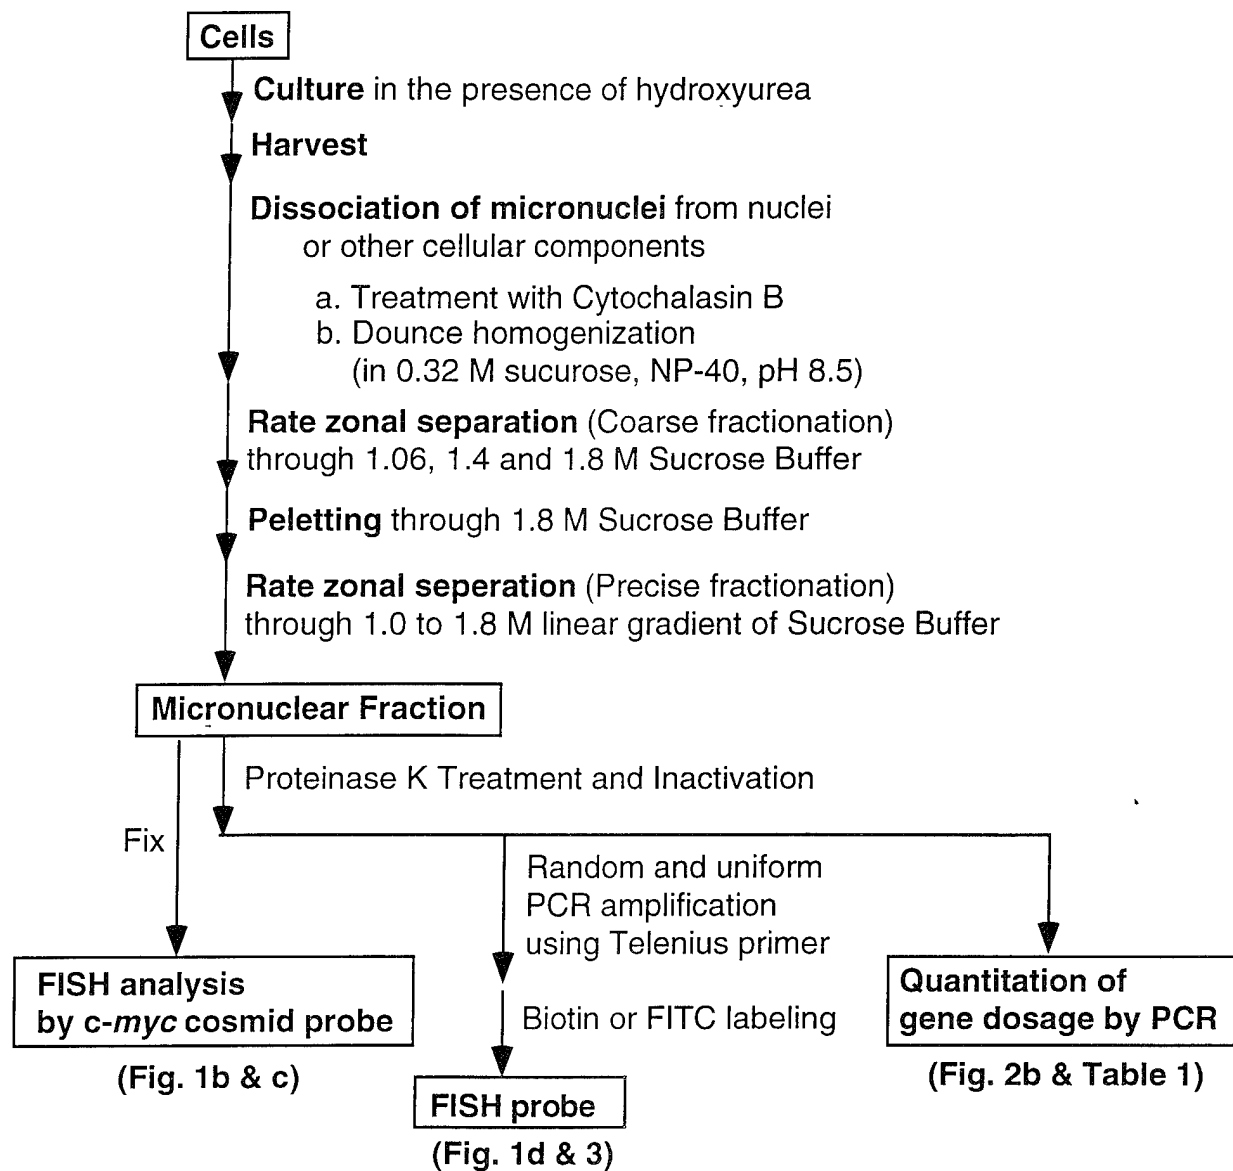 Cells
Culture in the presence of hydroxyurea
Harvest
Dissociation of micronuclei from nuclei
or other cellular components
a. Treatment with Cytochalasin B
b. Dounce homogenization
(in 0.32 M sucurose, NP-40, pH 8.5)
Rate zonal separation (Coarse fractionation)
through 1.06, 1.4 and 1.8 M Sucrose Buffer
Peletting through 1.8 M Sucrose Buffer
Rate zonal seperation (Precise fractionation)
through 1.0 to 1.8 M linear gradient of Sucrose Buffer
Micronuclear Fraction
Proteinase K Treatment and Inactivation
Fix
Random and uniform
PCR amplification
using Telenius primer
FISH analysis
by c-myc cosmid probe
(Fig. 1b & c)
Biotin or FITC labeling
FISH probe
(Fig. 1d & 3)
Quantitation of
gene dosage by PCR
(Fig. 2b & Table 1)